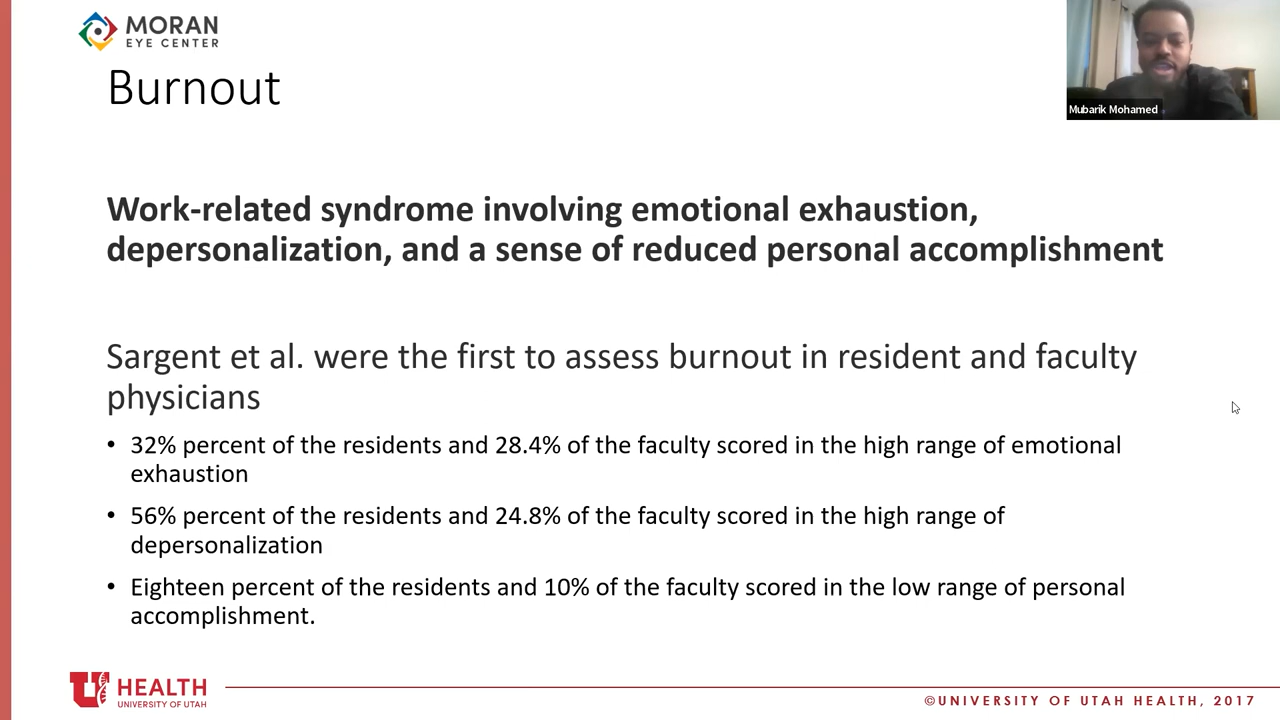 MORAN
EYE CENTER
Burnout
Mubarik Mohamed
Work-related syndrome involving emotional exhaustion,
depersonalization, and a sense of reduced personal accomplishment
Sargent et al. were the first to assess burnout in resident and faculty
physicians
• 32% percent of the residents and 28.4% of the faculty scored in the high range of emotional
exhaustion
• 56% percent of the residents and 24.8% of the faculty scored in the high range of
depersonalization
• Eighteen percent of the residents and 10% of the faculty scored in the low range of personal
accomplishment.
U HEALTH
UNIVERSITY OF UTAH
©UNIVERSITY OF UTAH HEALTH, 2017